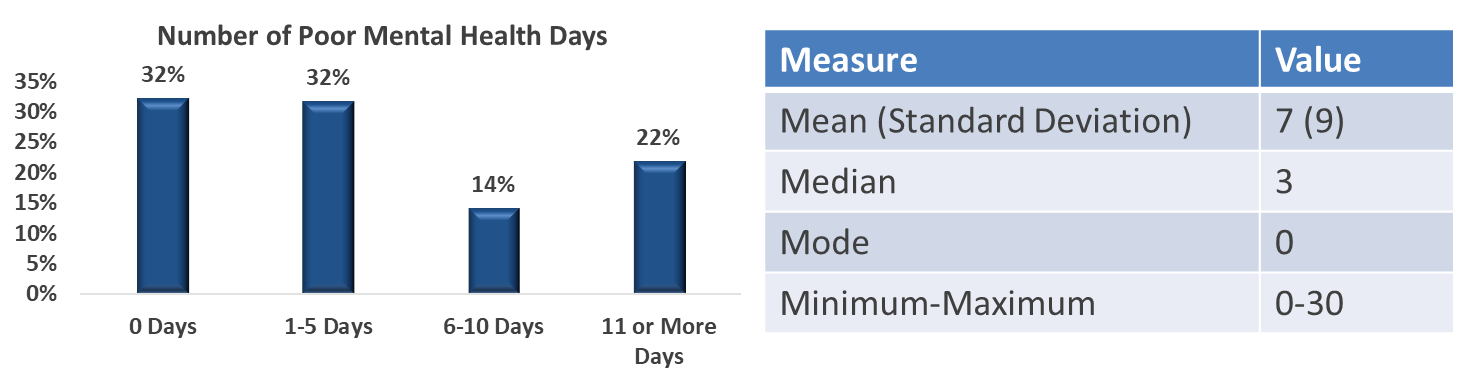 Number of Poor Mental Health Days
35%
30%
25%
20%
15%
10%
5%
0%
32%
32%
14%
22%
0 Days
1-5 Days
6-10 Days
11 or More
Days
Measure Value
Mean (Standard Deviation) 7 (9)
Median 3
Mode 0
Minimum-Maximum 0-30